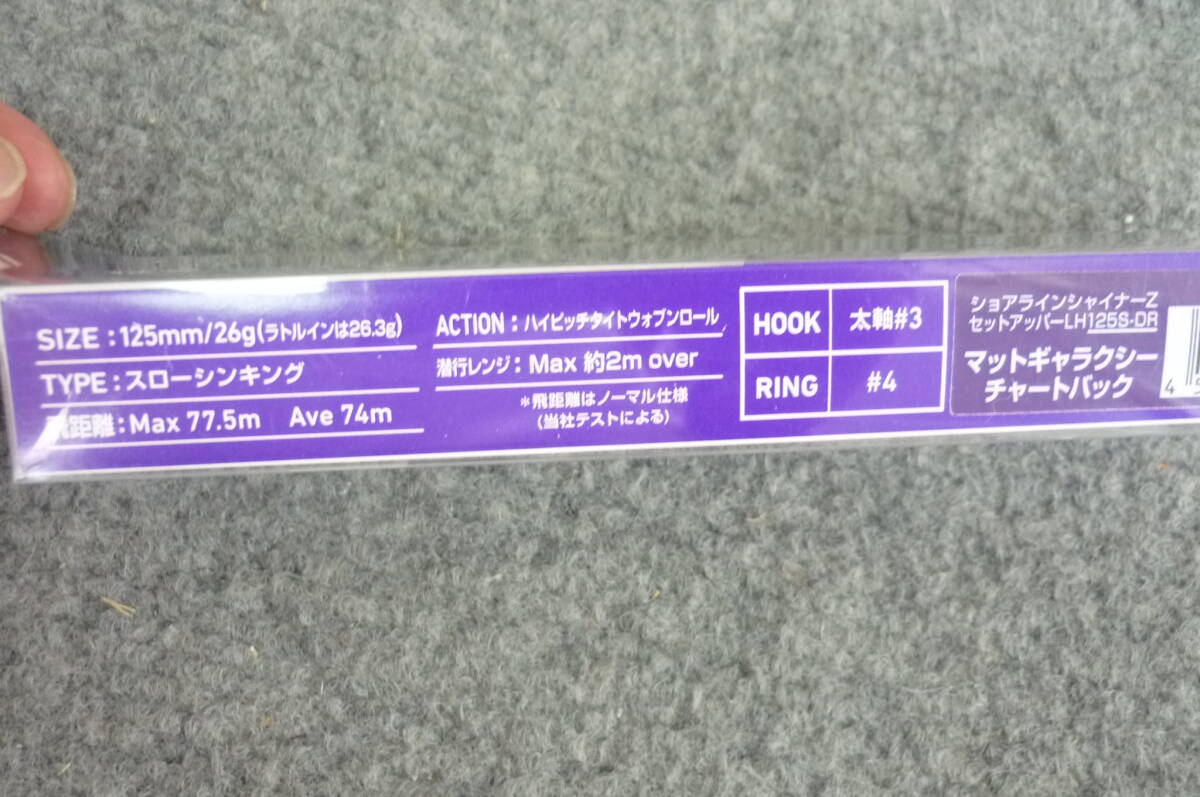 SIZE:125mm/26g(ラトルインは26.3g)
TYPE:スローシンキング
飛距離:Max 77.5m Ave 74m
ACTION:ハイピッチタイトウォブンロール
潜行レンジ:Max 約2m over
*飛距離はノーマル仕様
(当社テストによる)
HOOK 太軸#3
RING #4
ショアラインシャイナーZ
セットアッパーLH125S-DR
マットギャラクシー
チャートバック
4